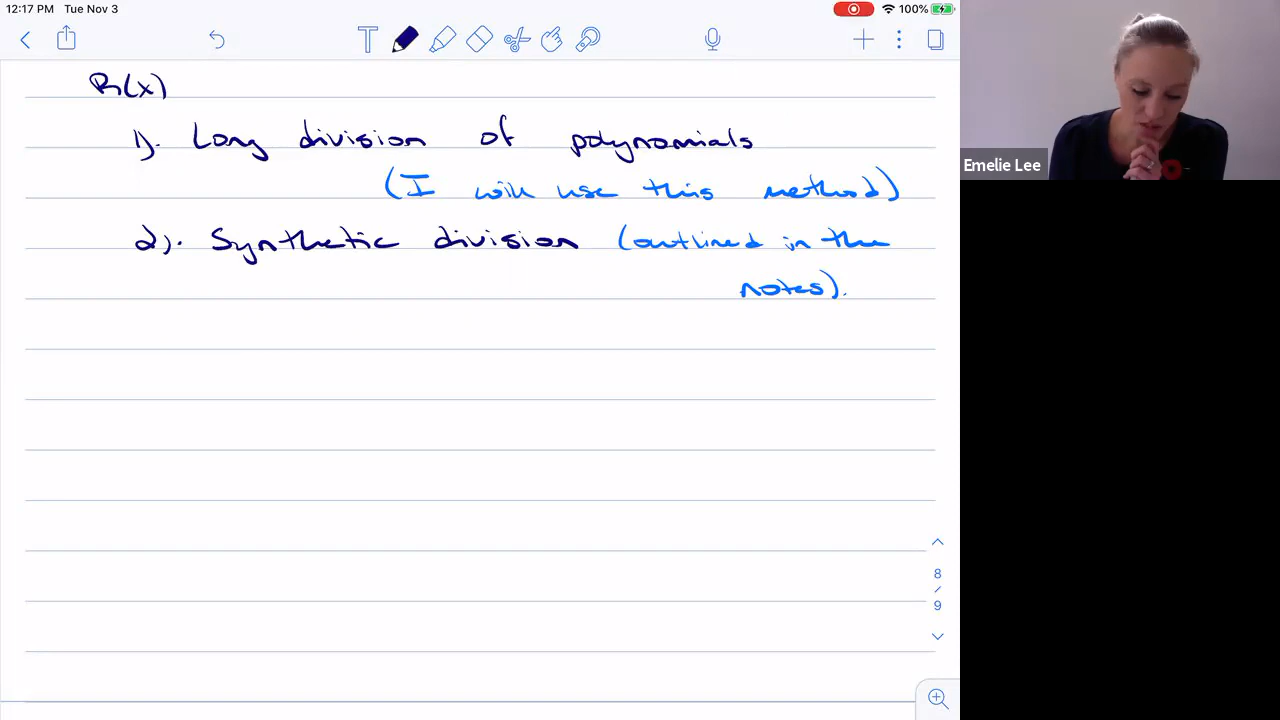 12:17 PM Tue Nov 3
100%
R(x)
1). Long division of polynomials
(I will use this method)
2). Synthetic division (outlined in the
notes).
Emelie Lee
8
/
9